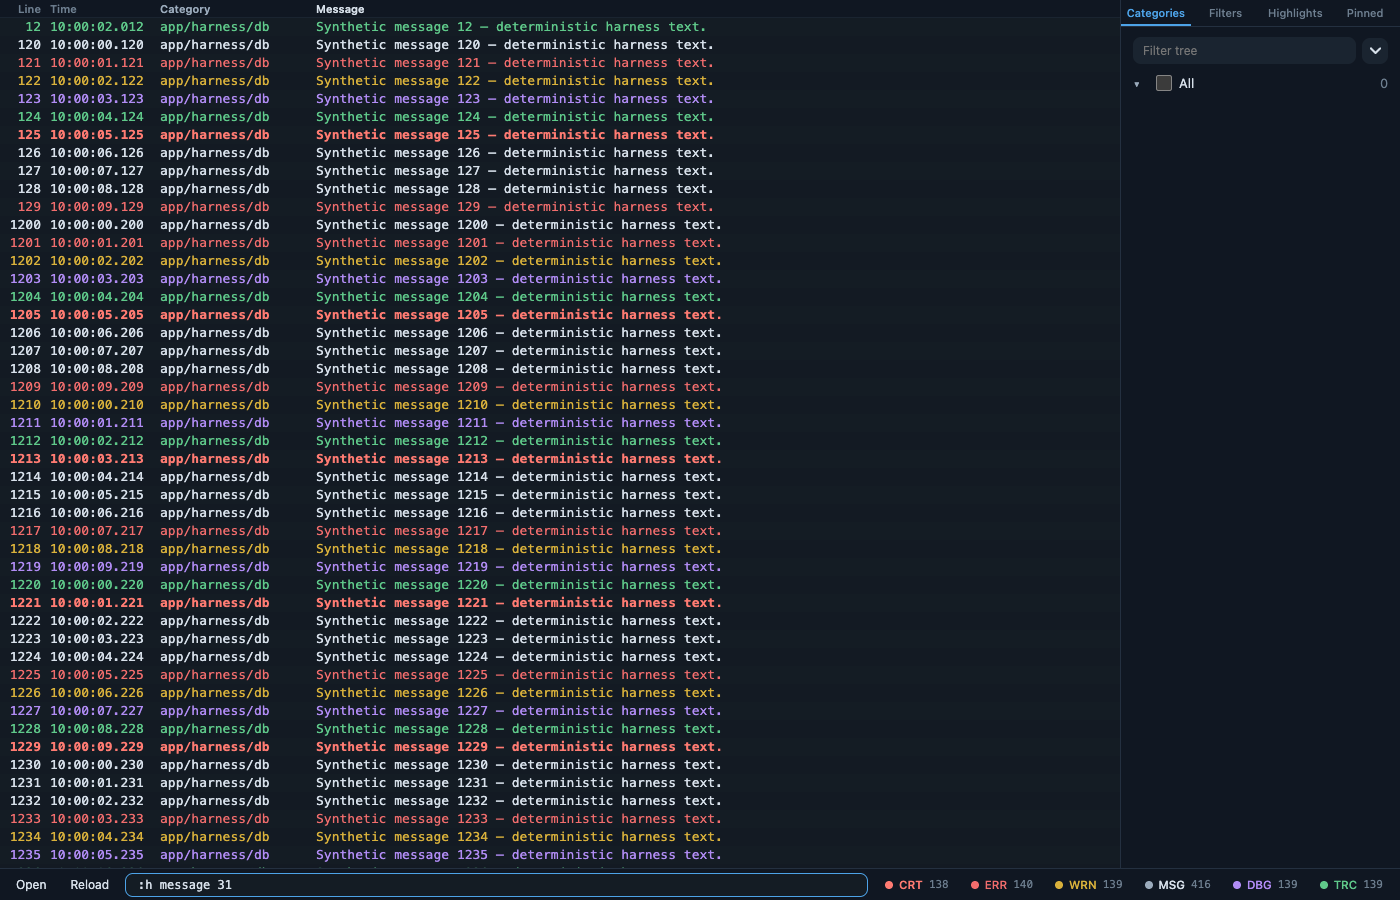 Line Time Category Message
12 10:00:02.012 app/harness/db Synthetic message 12 — deterministic harness text.
120 10:00:00.120 app/harness/db Synthetic message 120 — deterministic harness text.
121 10:00:01.121 app/harness/db Synthetic message 121 — deterministic harness text.
122 10:00:02.122 app/harness/db Synthetic message 122 — deterministic harness text.
123 10:00:03.123 app/harness/db Synthetic message 123 — deterministic harness text.
124 10:00:04.124 app/harness/db Synthetic message 124 — deterministic harness text.
125 10:00:05.125 app/harness/db Synthetic message 125 — deterministic harness text.
126 10:00:06.126 app/harness/db Synthetic message 126 — deterministic harness text.
127 10:00:07.127 app/harness/db Synthetic message 127 — deterministic harness text.
128 10:00:08.128 app/harness/db Synthetic message 128 — deterministic harness text.
129 10:00:09.129 app/harness/db Synthetic message 129 — deterministic harness text.
1200 10:00:00.200 app/harness/db Synthetic message 1200 — deterministic harness text.
1201 10:00:01.201 app/harness/db Synthetic message 1201 — deterministic harness text.
1202 10:00:02.202 app/harness/db Synthetic message 1202 — deterministic harness text.
1203 10:00:03.203 app/harness/db Synthetic message 1203 — deterministic harness text.
1204 10:00:04.204 app/harness/db Synthetic message 1204 — deterministic harness text.
1205 10:00:05.205 app/harness/db Synthetic message 1205 — deterministic harness text.
1206 10:00:06.206 app/harness/db Synthetic message 1206 — deterministic harness text.
1207 10:00:07.207 app/harness/db Synthetic message 1207 — deterministic harness text.
1208 10:00:08.208 app/harness/db Synthetic message 1208 — deterministic harness text.
1209 10:00:09.209 app/harness/db Synthetic message 1209 — deterministic harness text.
1210 10:00:00.210 app/harness/db Synthetic message 1210 — deterministic harness text.
1211 10:00:01.211 app/harness/db Synthetic message 1211 — deterministic harness text.
1212 10:00:02.212 app/harness/db Synthetic message 1212 — deterministic harness text.
1213 10:00:03.213 app/harness/db Synthetic message 1213 — deterministic harness text.
1214 10:00:04.214 app/harness/db Synthetic message 1214 — deterministic harness text.
1215 10:00:05.215 app/harness/db Synthetic message 1215 — deterministic harness text.
1216 10:00:06.216 app/harness/db Synthetic message 1216 — deterministic harness text.
1217 10:00:07.217 app/harness/db Synthetic message 1217 — deterministic harness text.
1218 10:00:08.218 app/harness/db Synthetic message 1218 — deterministic harness text.
1219 10:00:09.219 app/harness/db Synthetic message 1219 — deterministic harness text.
1220 10:00:00.220 app/harness/db Synthetic message 1220 — deterministic harness text.
1221 10:00:01.221 app/harness/db Synthetic message 1221 — deterministic harness text.
1222 10:00:02.222 app/harness/db Synthetic message 1222 — deterministic harness text.
1223 10:00:03.223 app/harness/db Synthetic message 1223 — deterministic harness text.
1224 10:00:04.224 app/harness/db Synthetic message 1224 — deterministic harness text.
1225 10:00:05.225 app/harness/db Synthetic message 1225 — deterministic harness text.
1226 10:00:06.226 app/harness/db Synthetic message 1226 — deterministic harness text.
1227 10:00:07.227 app/harness/db Synthetic message 1227 — deterministic harness text.
1228 10:00:08.228 app/harness/db Synthetic message 1228 — deterministic harness text.
1229 10:00:09.229 app/harness/db Synthetic message 1229 — deterministic harness text.
1230 10:00:00.230 app/harness/db Synthetic message 1230 — deterministic harness text.
1231 10:00:01.231 app/harness/db Synthetic message 1231 — deterministic harness text.
1232 10:00:02.232 app/harness/db Synthetic message 1232 — deterministic harness text.
1233 10:00:03.233 app/harness/db Synthetic message 1233 — deterministic harness text.
1234 10:00:04.234 app/harness/db Synthetic message 1234 — deterministic harness text.
1235 10:00:05.235 app/harness/db Synthetic message 1235 — deterministic harness text.
Categories Filters Highlights Pinned
Filter tree
All 0
Open Reload :h message 31 CRT 138 ERR 140 WRN 139 MSG 416 DBG 139 TRC 139